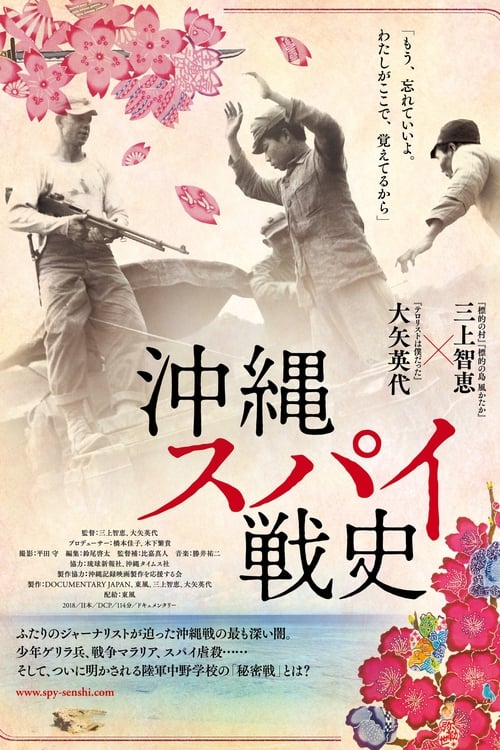 「もう、忘れていいよ。
わたしがここで、覚えてるから」
『標的の村』『標的の島 風かたか』
三上智恵
×
『テロリストは僕だった』
大矢英代
沖縄
スパイ
戦史
監督：三上智恵、大矢英代
プロデューサー：橋本佳子、木下繁貴
撮影：平田守 編集：鈴尾啓太 監督補：比嘉真人 音楽：勝井祐二
協力：琉球新報社、沖縄タイムス社
製作協力：沖縄記録映画製作を応援する会
製作：DOCUMENTARY JAPAN、東風、三上智恵、大矢英代
配給：東風
2018／日本／DCP／114分／ドキュメンタリー
ふたりのジャーナリストが迫った沖縄戦の最も深い闇。
少年ゲリラ兵、戦争マラリア、スパイ虐殺……
そして、ついに明かされる陸軍中野学校の「秘密戦」とは？
www.spy-senshi.com